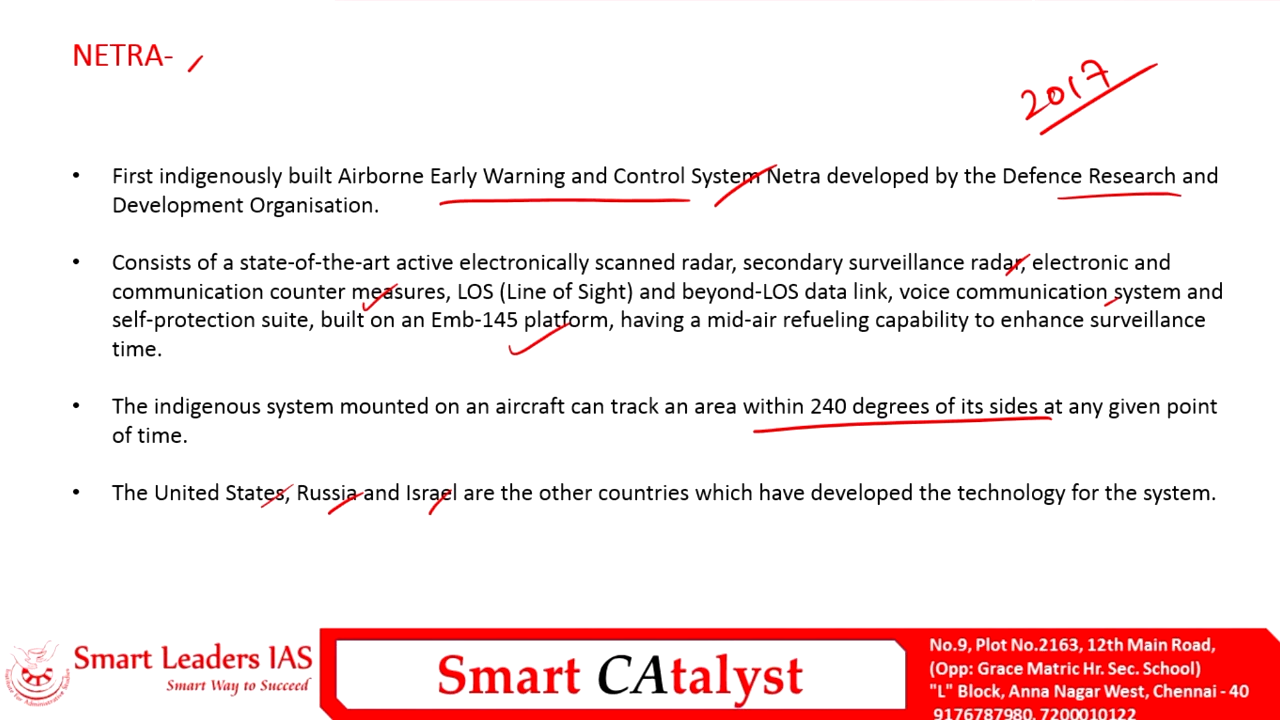 NETRA-
2017
• First indigenously built Airborne Early Warning and Control System Netra developed by the Defence Research and
Development Organisation.
• Consists of a state-of-the-art active electronically scanned radar, secondary surveillance radar, electronic and
communication counter measures, LOS (Line of Sight) and beyond-LOS data link, voice communication system and
self-protection suite, built on an Emb-145 platform, having a mid-air refueling capability to enhance surveillance
time.
• The indigenous system mounted on an aircraft can track an area within 240 degrees of its sides at any given point
of time.
• The United States, Russia and Israel are the other countries which have developed the technology for the system.
Smart Leaders IAS
Smart Way to Succeed
Smart CAtalyst
No.9, Plot No.2163, 12th Main Road,
(Opp: Grace Matric Hr. Sec. School)
"L" Block, Anna Nagar West, Chennai - 40
9176787980, 7200010122